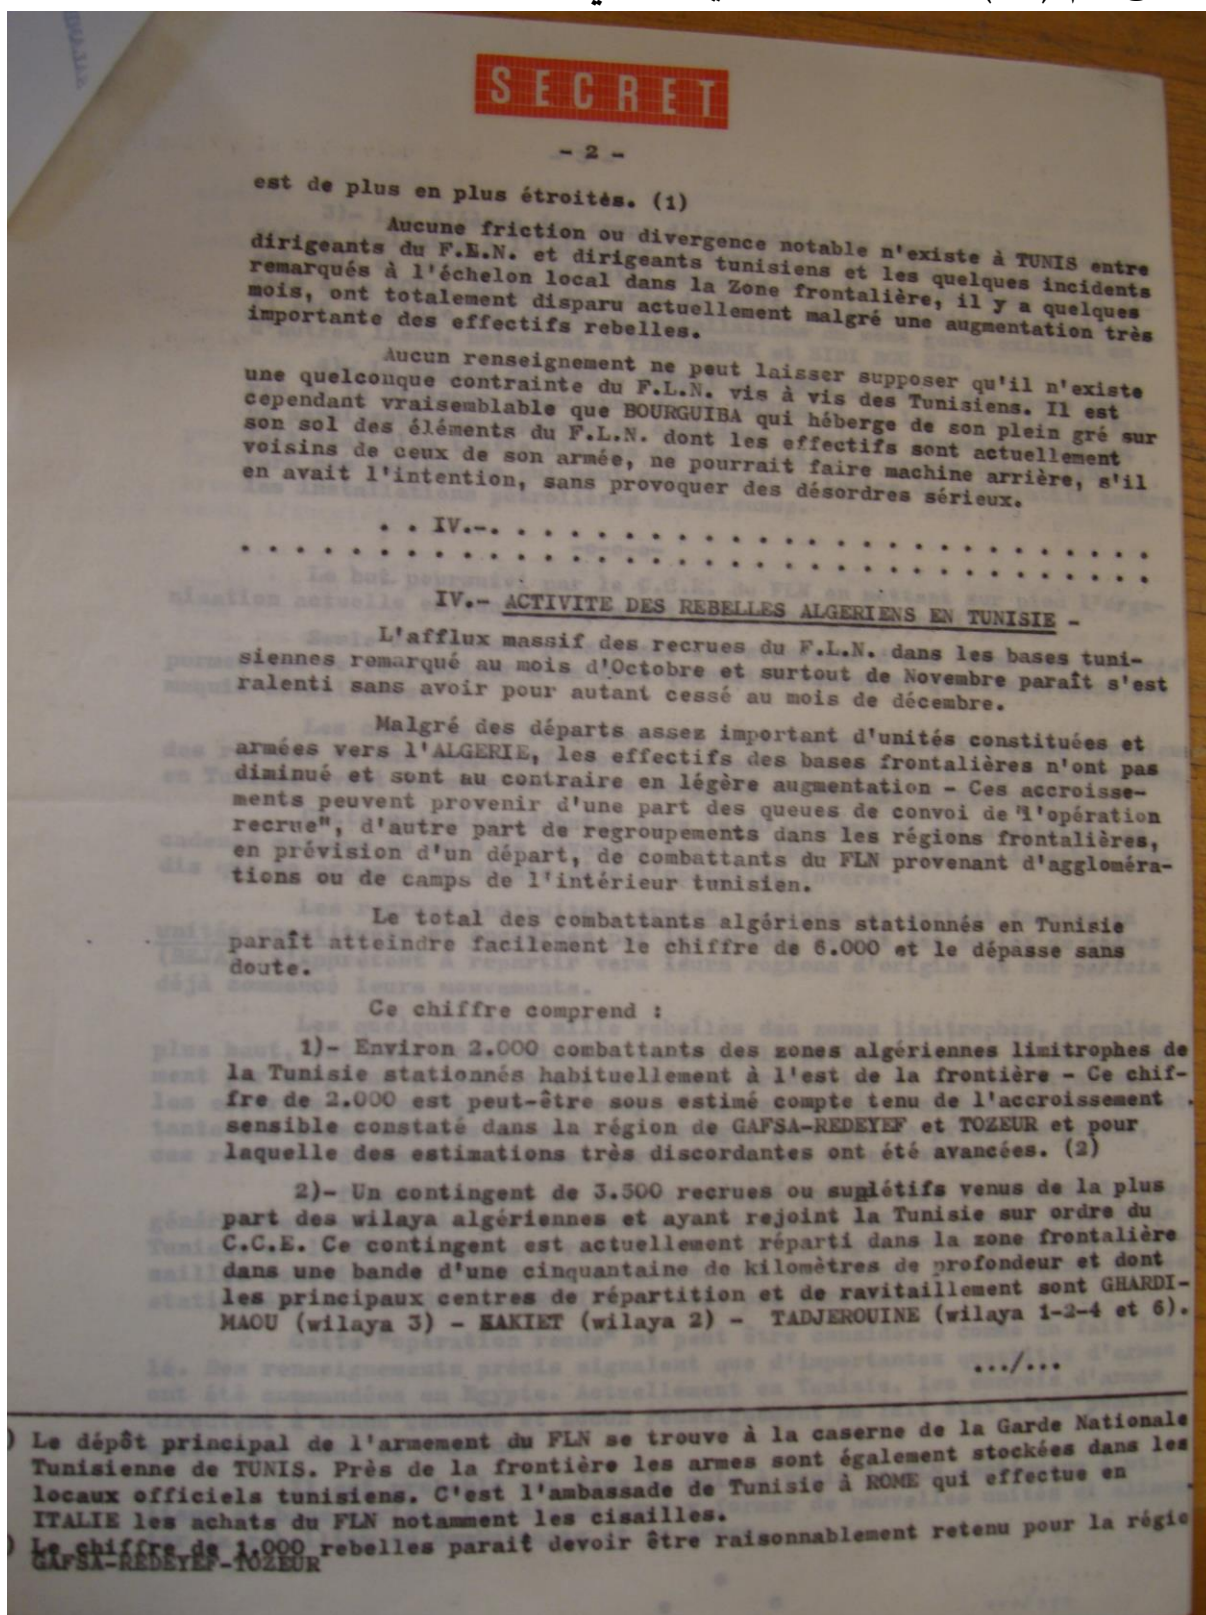 SECRET
- 2 -
est de plus en plus étroités. (1)
Aucune friction ou divergence notable n'existe à TUNIS entre
dirigeants du F.L.N. et dirigeants tunisiens et les quelques incidents
remarqués à l'échelon local dans la Zone frontalière, il y a quelques
mois, ont totalement disparu actuellement malgré une augmentation très
importante des effectifs rebelles.
Aucun renseignement ne peut laisser supposer qu'il n'existe
une quelconque contrainte du F.L.N. vis à vis des Tunisiens. Il est
cependant vraisemblable que BOURGUIBA qui héberge de son plein gré sur
son sol des éléments du F.L.N. dont les effectifs sont actuellement
voisins de ceux de son armée, ne pourrait faire machine arrière, s'il
en avait l'intention, sans provoquer des désordres sérieux.
. . IV.-. . . . . . . . . . . . . . . . . . . . . . . . .
. . . . . . . . . . . . . . . . . . . . . . . . . . . . . . . . . .
IV.- ACTIVITE DES REBELLES ALGERIENS EN TUNISIE -
L'afflux massif des recrues du F.L.N. dans les bases tuni-
siennes remarqué au mois d'Octobre et surtout de Novembre paraît s'est
ralenti sans avoir pour autant cessé au mois de décembre.
Malgré des départs assez important d'unités constituées et
armées vers l'ALGERIE, les effectifs des bases frontalières n'ont pas
diminué et sont au contraire en légère augmentation - Ces accroisse-
ments peuvent provenir d'une part des queues de convoi de "l'opération
recrue", d'autre part de regroupements dans les régions frontalières,
en prévision d'un départ, de combattants du FLN provenant d'aggloméra-
tions ou de camps de l'intérieur tunisien.
Le total des combattants algériens stationnés en Tunisie
paraît atteindre facilement le chiffre de 6.000 et le dépasse sans
doute.
Ce chiffre comprend :
1)- Environ 2.000 combattants des zones algériennes limitrophes de
la Tunisie stationnés habituellement à l'est de la frontière - Ce chif-
fre de 2.000 est peut-être sous estimé compte tenu de l'accroissement
sensible constaté dans la région de GAFSA-REDEYEF et TOZEUR et pour
laquelle des estimations très discordantes ont été avancées. (2)
2)- Un contingent de 3.500 recrues ou suplétifs venus de la plus
part des wilaya algériennes et ayant rejoint la Tunisie sur ordre du
C.C.E. Ce contingent est actuellement réparti dans la zone frontalière
dans une bande d'une cinquantaine de kilomètres de profondeur et dont
les principaux centres de répartition et de ravitaillement sont GHARDI-
MAOU (wilaya 3) - SAKIET (wilaya 2) - TADJEROUINE (wilaya 1-2-4 et 6).
.../...
) Le dépôt principal de l'armement du FLN se trouve à la caserne de la Garde Nationale
Tunisienne de TUNIS. Près de la frontière les armes sont également stockées dans les
locaux officiels tunisiens. C'est l'ambassade de Tunisie à ROME qui effectue en
ITALIE les achats du FLN notamment les cisailles.
) Le chiffre de 1.000 rebelles parait devoir être raisonnablement retenu pour la régio
GAFSA-REDEYEF-TOZEUR